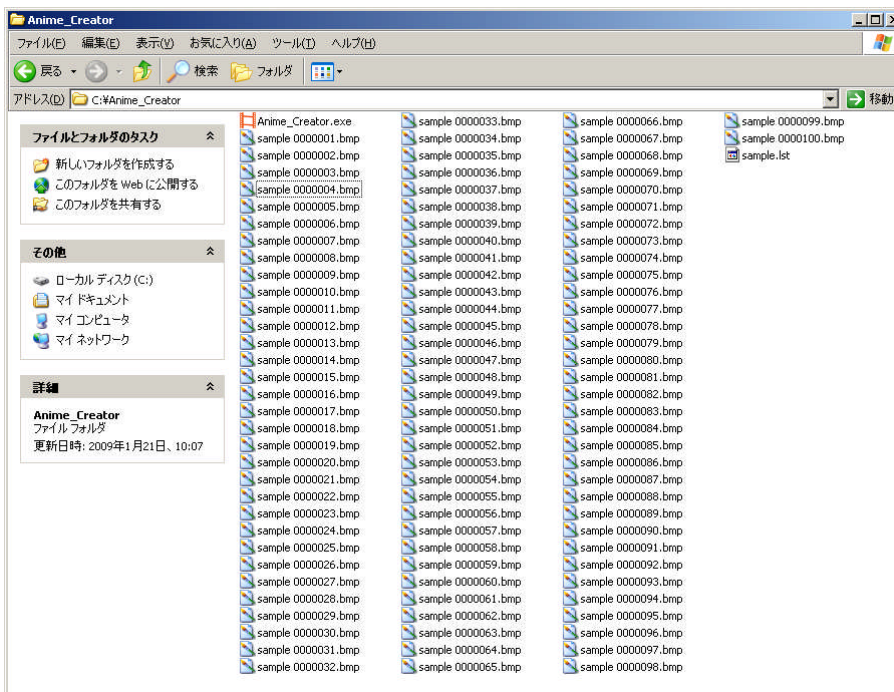 Anime_Creator
ファイル(F) 編集(E) 表示(V) お気に入り(A) ツール(T) ヘルプ(H)
戻る 検索 フォルダ
アドレス(D) C:¥Anime_Creator 移動
ファイルとフォルダのタスク
新しいフォルダを作成する
このフォルダを Web に公開する
このフォルダを共有する
その他
ローカル ディスク (C:)
マイ ドキュメント
マイ コンピュータ
マイ ネットワーク
詳細
Anime_Creator
ファイル フォルダ
更新日時: 2009年1月21日、10:07
Anime_Creator.exe
sample 0000001.bmp
sample 0000002.bmp
sample 0000003.bmp
sample 0000004.bmp
sample 0000005.bmp
sample 0000006.bmp
sample 0000007.bmp
sample 0000008.bmp
sample 0000009.bmp
sample 0000010.bmp
sample 0000011.bmp
sample 0000012.bmp
sample 0000013.bmp
sample 0000014.bmp
sample 0000015.bmp
sample 0000016.bmp
sample 0000017.bmp
sample 0000018.bmp
sample 0000019.bmp
sample 0000020.bmp
sample 0000021.bmp
sample 0000022.bmp
sample 0000023.bmp
sample 0000024.bmp
sample 0000025.bmp
sample 0000026.bmp
sample 0000027.bmp
sample 0000028.bmp
sample 0000029.bmp
sample 0000030.bmp
sample 0000031.bmp
sample 0000032.bmp
sample 0000033.bmp
sample 0000034.bmp
sample 0000035.bmp
sample 0000036.bmp
sample 0000037.bmp
sample 0000038.bmp
sample 0000039.bmp
sample 0000040.bmp
sample 0000041.bmp
sample 0000042.bmp
sample 0000043.bmp
sample 0000044.bmp
sample 0000045.bmp
sample 0000046.bmp
sample 0000047.bmp
sample 0000048.bmp
sample 0000049.bmp
sample 0000050.bmp
sample 0000051.bmp
sample 0000052.bmp
sample 0000053.bmp
sample 0000054.bmp
sample 0000055.bmp
sample 0000056.bmp
sample 0000057.bmp
sample 0000058.bmp
sample 0000059.bmp
sample 0000060.bmp
sample 0000061.bmp
sample 0000062.bmp
sample 0000063.bmp
sample 0000064.bmp
sample 0000065.bmp
sample 0000066.bmp
sample 0000067.bmp
sample 0000068.bmp
sample 0000069.bmp
sample 0000070.bmp
sample 0000071.bmp
sample 0000072.bmp
sample 0000073.bmp
sample 0000074.bmp
sample 0000075.bmp
sample 0000076.bmp
sample 0000077.bmp
sample 0000078.bmp
sample 0000079.bmp
sample 0000080.bmp
sample 0000081.bmp
sample 0000082.bmp
sample 0000083.bmp
sample 0000084.bmp
sample 0000085.bmp
sample 0000086.bmp
sample 0000087.bmp
sample 0000088.bmp
sample 0000089.bmp
sample 0000090.bmp
sample 0000091.bmp
sample 0000092.bmp
sample 0000093.bmp
sample 0000094.bmp
sample 0000095.bmp
sample 0000096.bmp
sample 0000097.bmp
sample 0000098.bmp
sample 0000099.bmp
sample 0000100.bmp
sample.lst